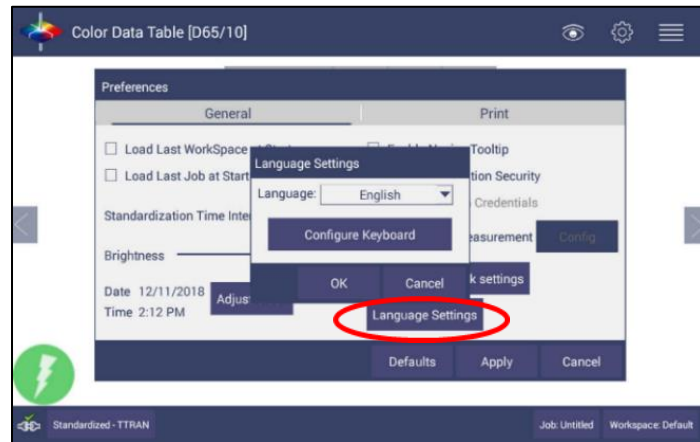 Color Data Table [D65/10]
Preferences
General Print
Load Last WorkSpace
Tooltip
Language Settings
Load Last Job at Start
tion Security
Language: English
Credentials
Standardization Time Inte
Configure Keyboard
easurement Config
Brightness
OK Cancel
k settings
Date 12/11/2018
Adjus
Time 2:12 PM
Language Settings
Defaults Apply Cancel
Standardized - TTRAN Job: Untitled Workspace: Default